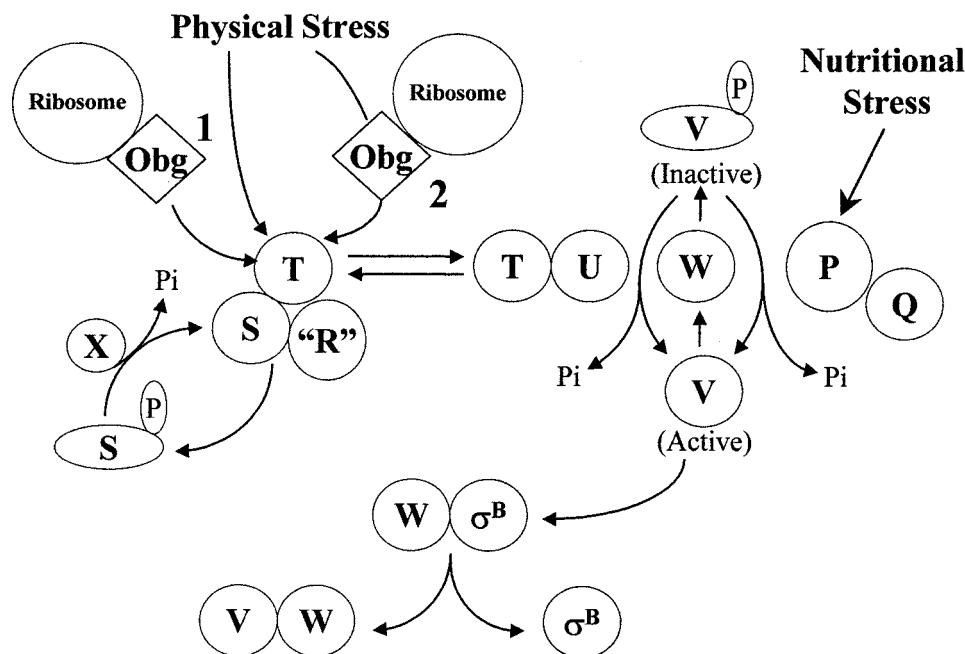 Physical Stress
Nutritional
Stress
Ribosome
Obg
1
Ribosome
Obg
2
P
V
(Inactive)
T
T
U
W
P
Q
Pi
S
"R"
X
Pi
V
Pi
(Active)
P
S
W
σB
V
W
σB